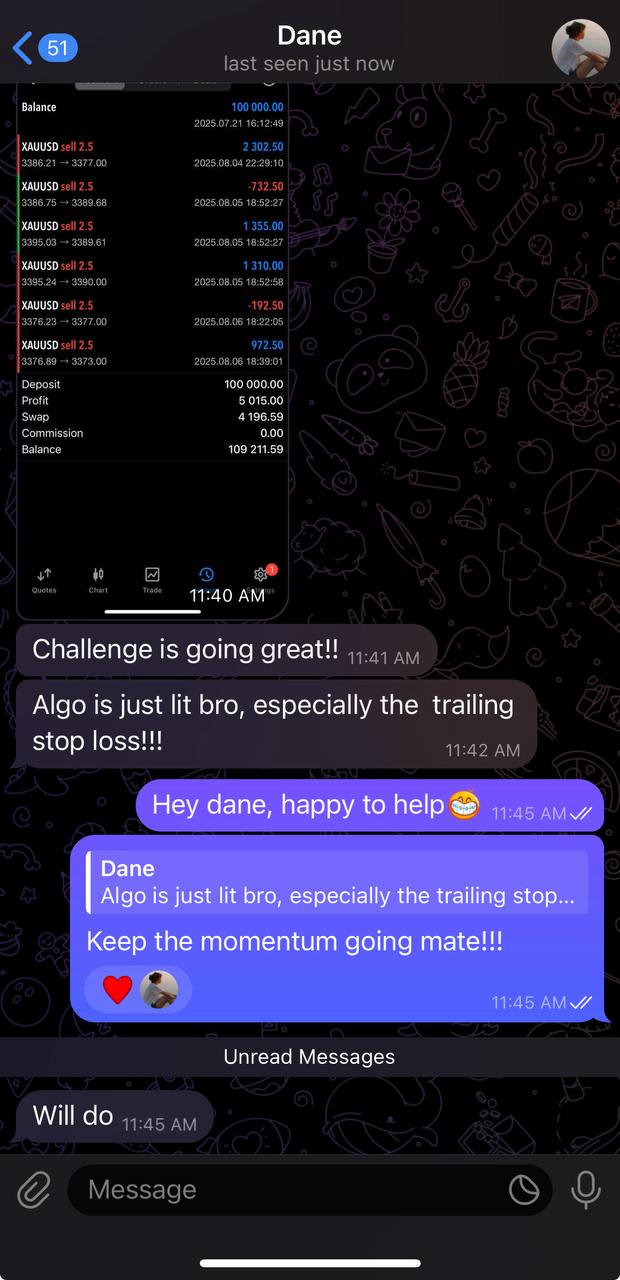 51
Dane
last seen just now
Balance 100 000.00
2025.07.21 16:12:49
XAUUSD sell 2.5 2 302.50
3386.21 → 3377.00 2025.08.04 22:29:10
XAUUSD sell 2.5 -732.50
3386.75 → 3389.68 2025.08.05 18:52:27
XAUUSD sell 2.5 1 355.00
3395.03 → 3389.61 2025.08.05 18:52:27
XAUUSD sell 2.5 1 310.00
3395.24 → 3390.00 2025.08.05 18:52:58
XAUUSD sell 2.5 -192.50
3376.23 → 3377.00 2025.08.06 18:22:05
XAUUSD sell 2.5 972.50
3376.89 → 3373.00 2025.08.06 18:39:01
Deposit 100 000.00
Profit 5 015.00
Swap 4 196.59
Commission 0.00
Balance 109 211.59
1
Quotes Chart Trade
11:40 AM
Challenge is going great!! 11:41 AM
Algo is just lit bro, especially the trailing
stop loss!!! 11:42 AM
Hey dane, happy to help😁 11:45 AM
Dane
Algo is just lit bro, especially the trailing stop...
Keep the momentum going mate!!!
11:45 AM
Unread Messages
Will do 11:45 AM
Message